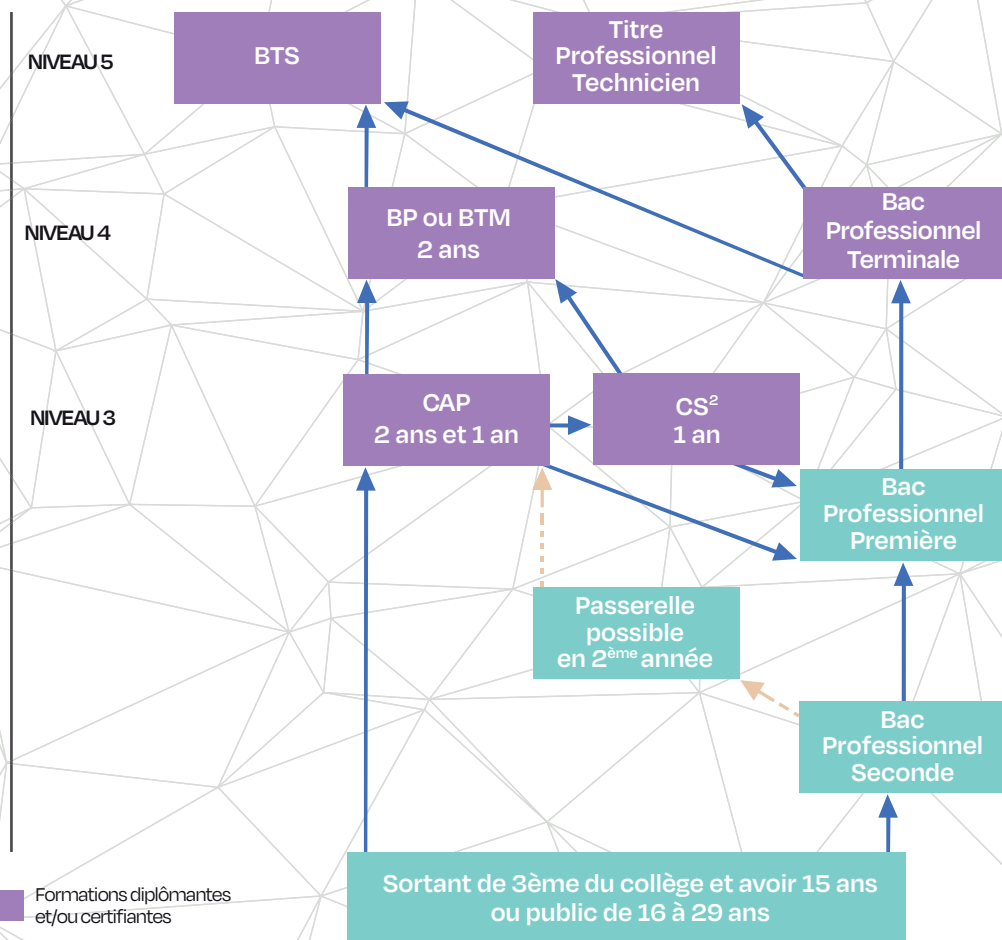 NIVEAU 5
BTS
Titre
Professionnel
Technicien
NIVEAU 4
BP ou BTM
2 ans
Bac
Professionnel
Terminale
NIVEAU 3
CAP
2 ans et 1 an
CS²
1 an
Bac
Professionnel
Première
Passerelle
possible
en 2ème année
Bac
Professionnel
Seconde
Sortant de 3ème du collège et avoir 15 ans
ou public de 16 à 29 ans
Formations diplômantes
et/ou certifiantes